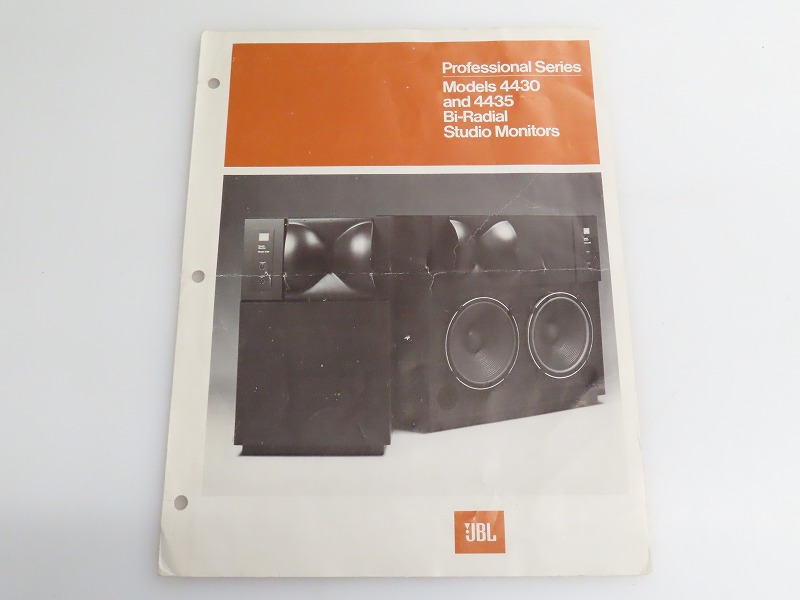 Professional Series
Models 4430
and 4435
Bi-Radial
Studio Monitors
JBL